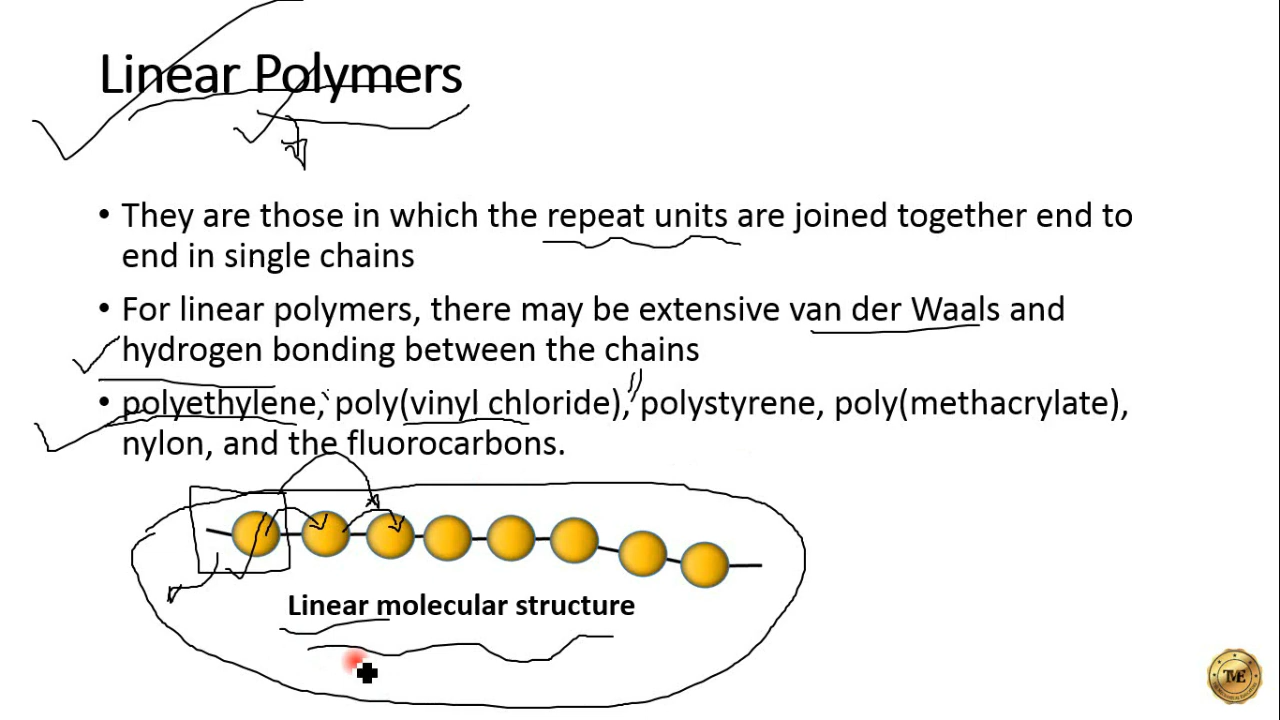 Linear Polymers
• They are those in which the repeat units are joined together end to
end in single chains
• For linear polymers, there may be extensive van der Waals and
hydrogen bonding between the chains
• polyethylene, poly(vinyl chloride), polystyrene, poly(methacrylate),
nylon, and the fluorocarbons.
Linear molecular structure
TME